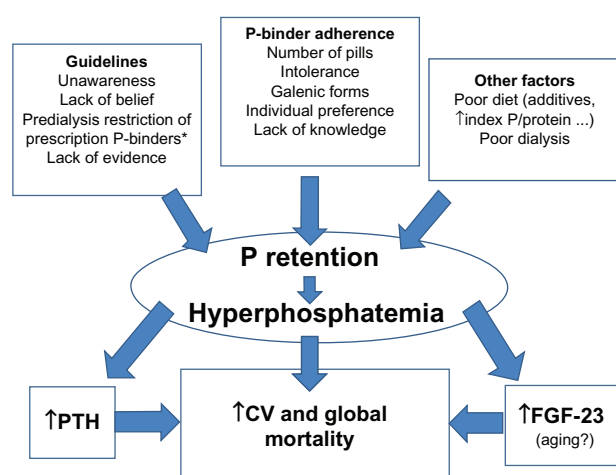 Guidelines
Unawareness
Lack of belief
Predialysis restriction of
prescription P-binders*
Lack of evidence
P-binder adherence
Number of pills
Intolerance
Galenic forms
Individual preference
Lack of knowledge
Other factors
Poor diet (additives,
↑index P/protein ...)
Poor dialysis
P retention
Hyperphosphatemia
↑PTH
↑CV and global
mortality
↑FGF-23
(aging?)